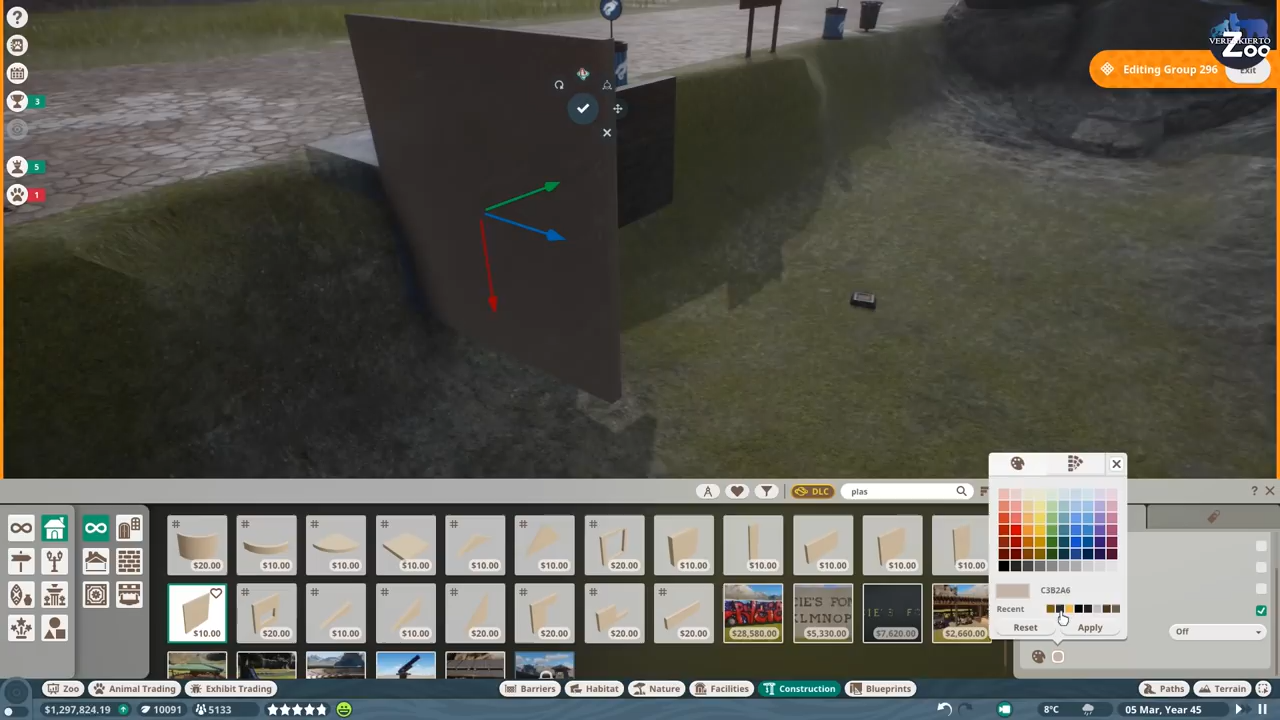 ?
VEREKIERTO
Zoo
Editing Group 296
Exit
3
5
1
A
DLC
plas
?
# # # # # # #
$20.00 $10.00 $10.00 $10.00 $10.00 $10.00 $20.00 $10.00 $10.00 $10.00 $10.00 $10.00
C3B2A6
Recent
# # # # # #
$10.00 $20.00 $10.00 $10.00 $20.00 $20.00 $20.00 $28,580.00 $5,330.00 $7,620.00 $2,660.00
Reset Apply
Off
Zoo Animal Trading Exhibit Trading Barriers Habitat Nature Facilities Construction Blueprints Paths Terrain
$1,297,824.19 10091 5133 8°C 05 Mar, Year 45